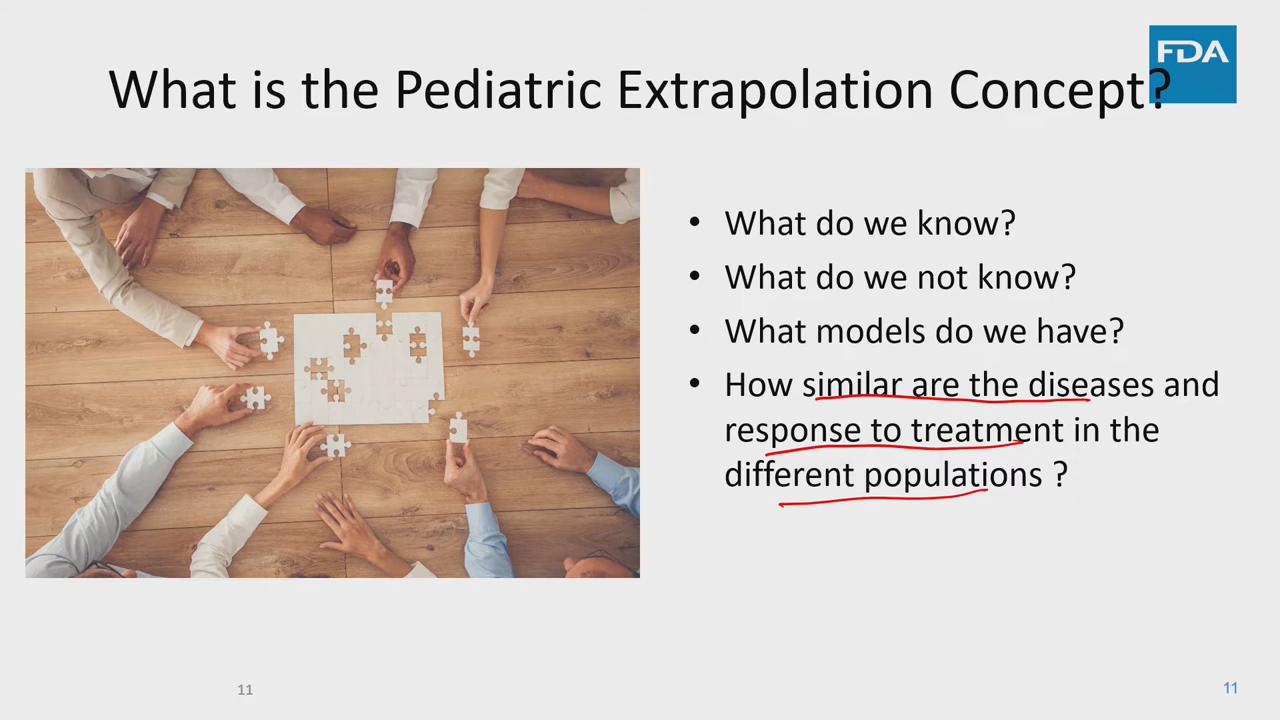 FDA
What is the Pediatric Extrapolation Concept?
• What do we know?
• What do we not know?
• What models do we have?
• How similar are the diseases and
response to treatment in the
different populations ?
11
11